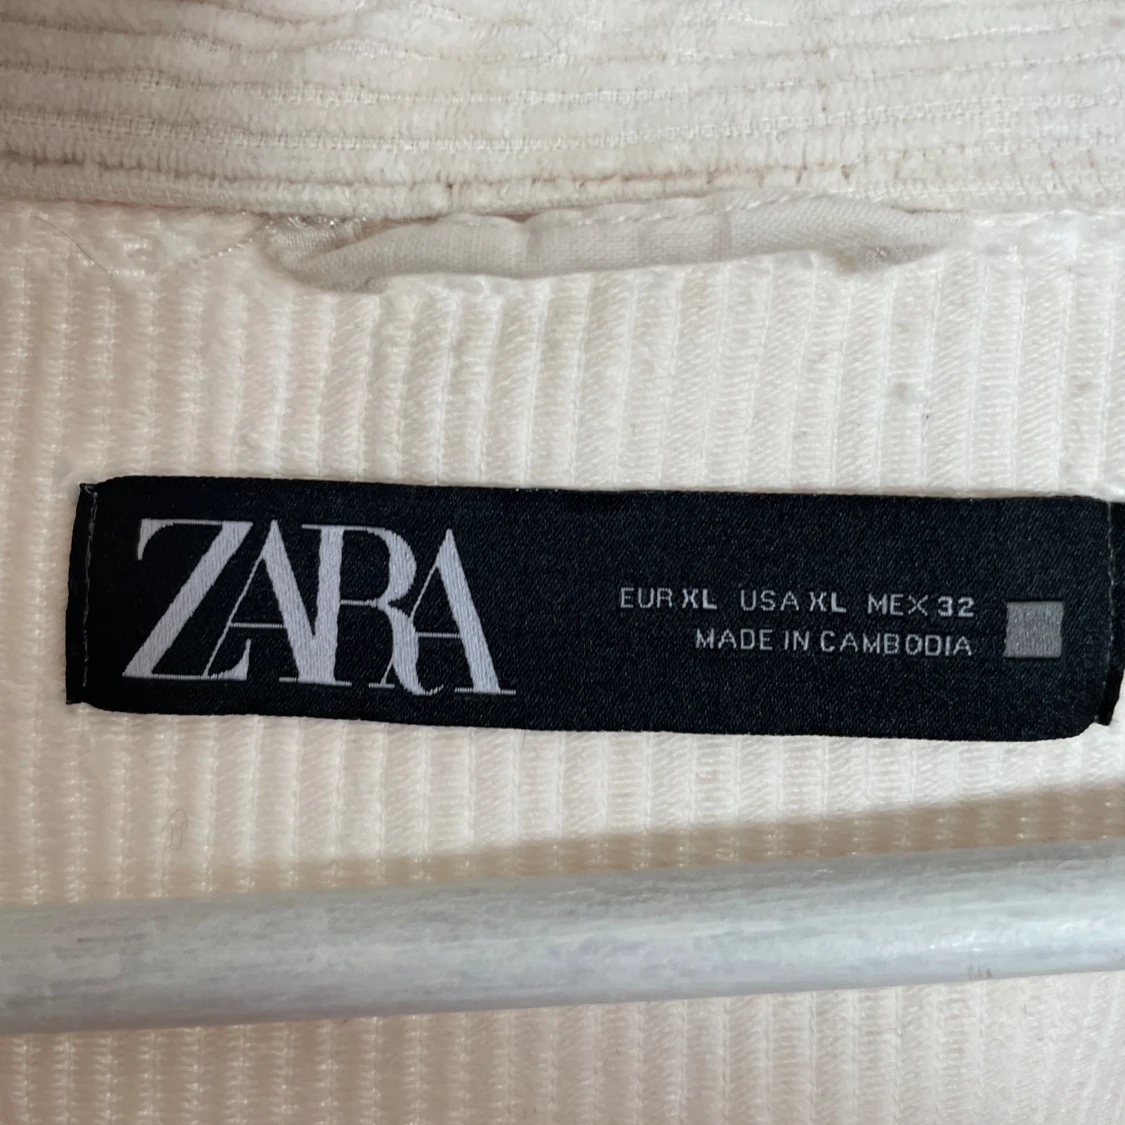 ZARA
EUR XL USA XL MEX 32
MADE IN CAMBODIA